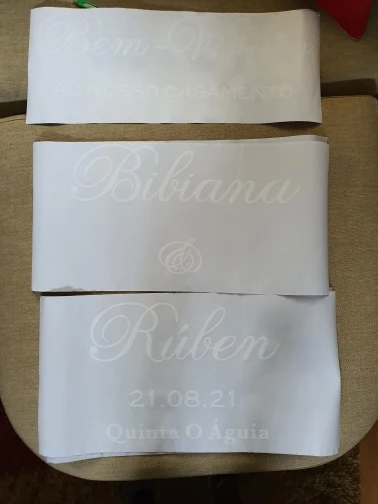 Bem-Vindos
AO NOSSO CASAMENTO
Bibiana
&
Rúben
21.08.21
Quinta O Águia